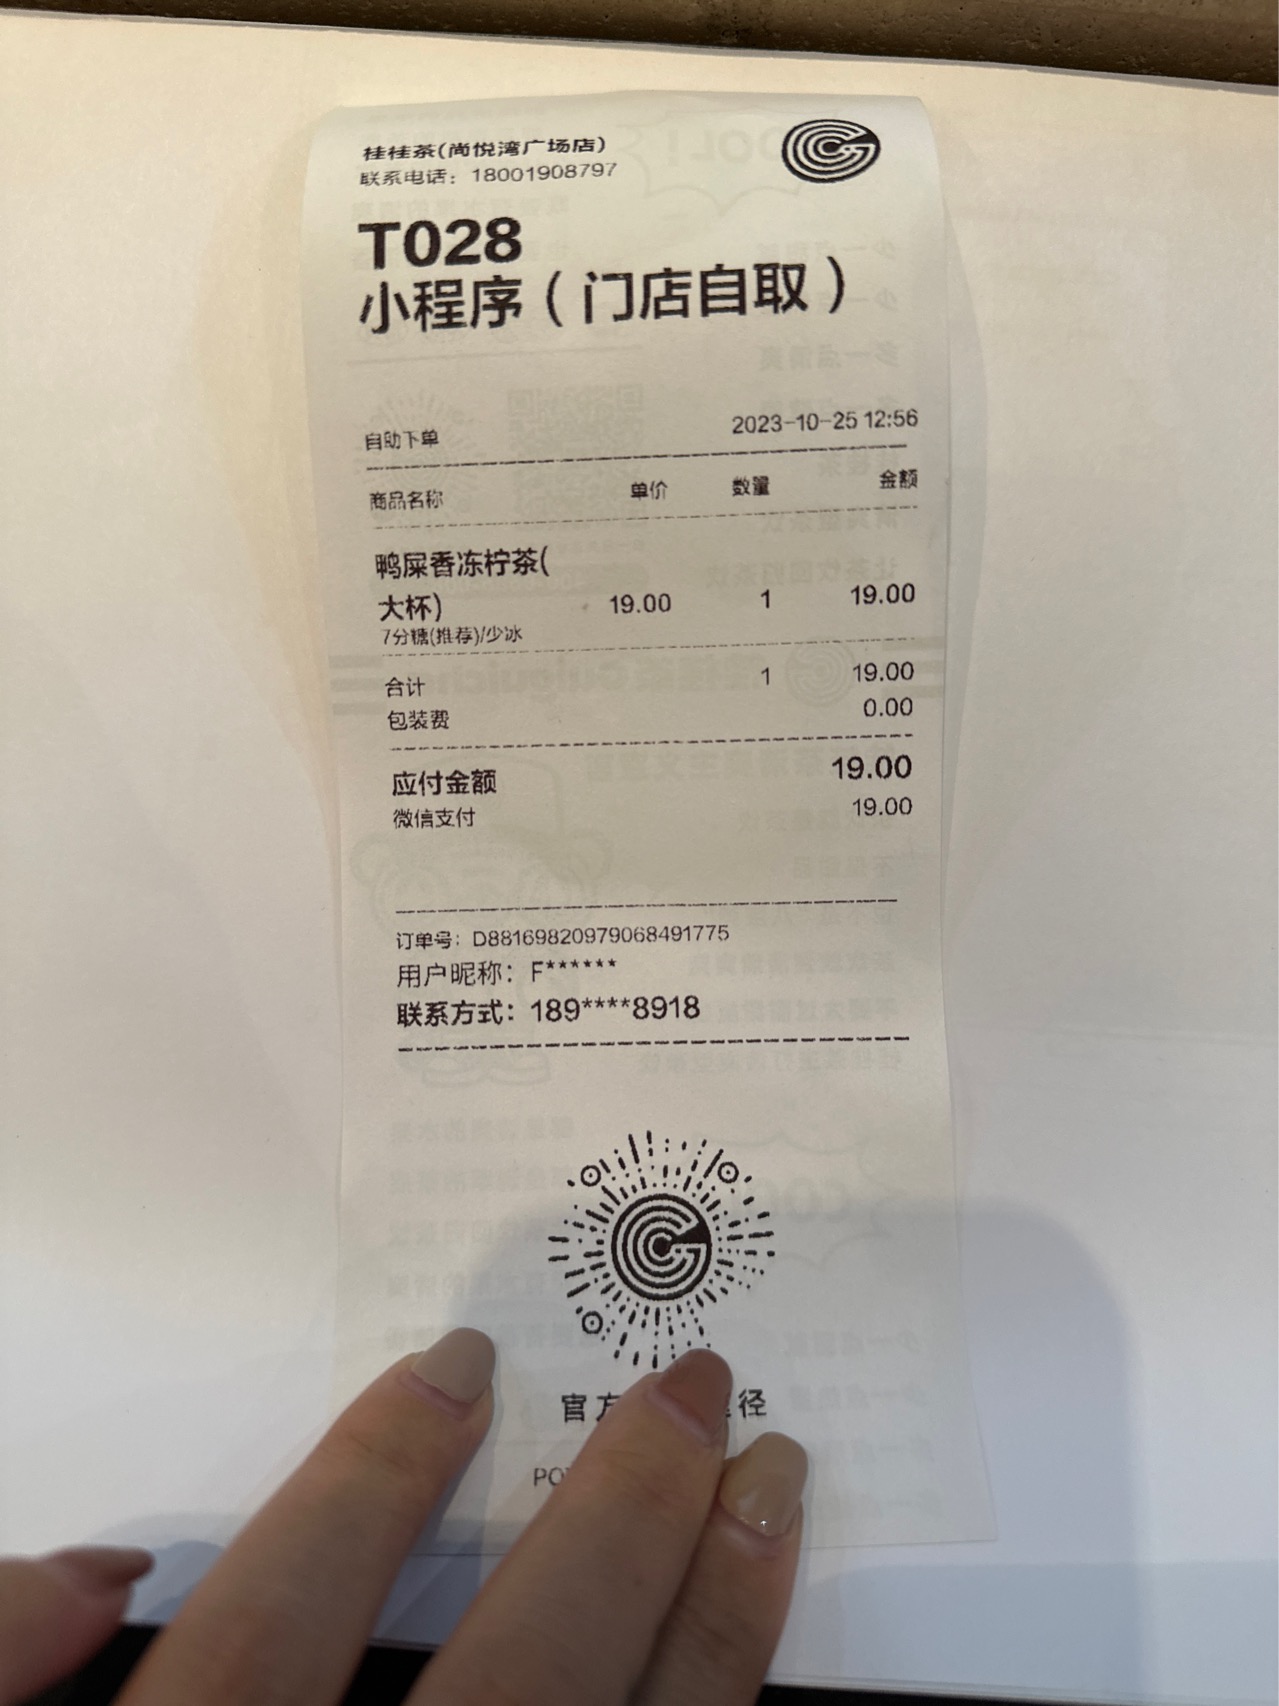 桂桂茶(尚悦湾广场店)
联系电话：18001908797
T028
小程序（门店自取）
自助下单 2023-10-25 12:56
商品名称 单价 数量 金额
鸭屎香冻柠茶(
大杯) 19.00 1 19.00
7分糖(推荐)/少冰
合计 1 19.00
包装费 0.00
应付金额 19.00
微信支付 19.00
订单号：D88169820979068491775
用户昵称：F******
联系方式：189****8918
官方 径